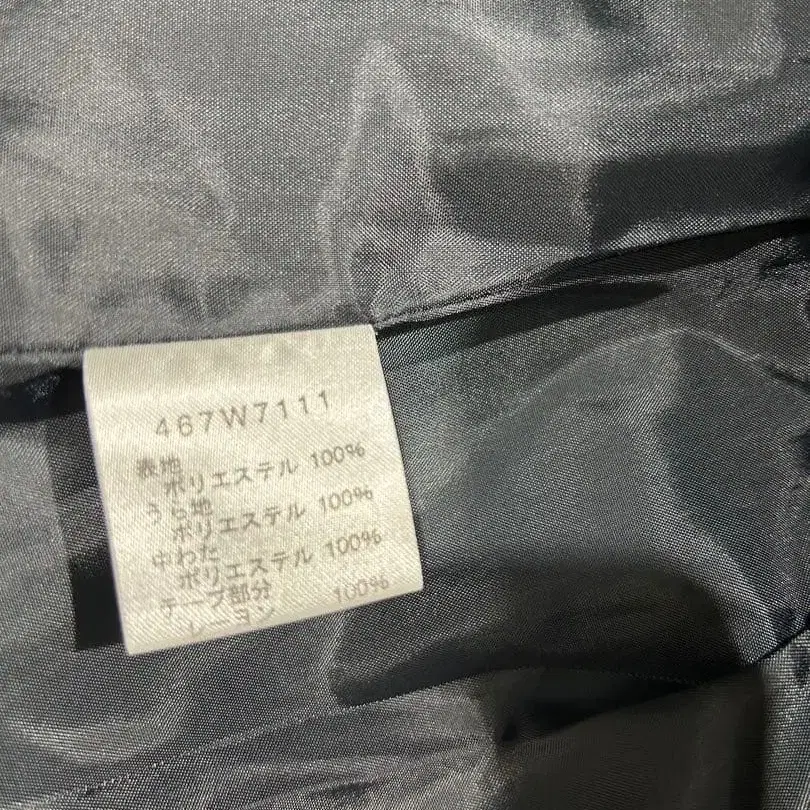 467W7111
表地
ポリエステル 100%
うら地
ポリエステル 100%
中わた
ポリエステル 100%
テープ部分
レーヨン 100%